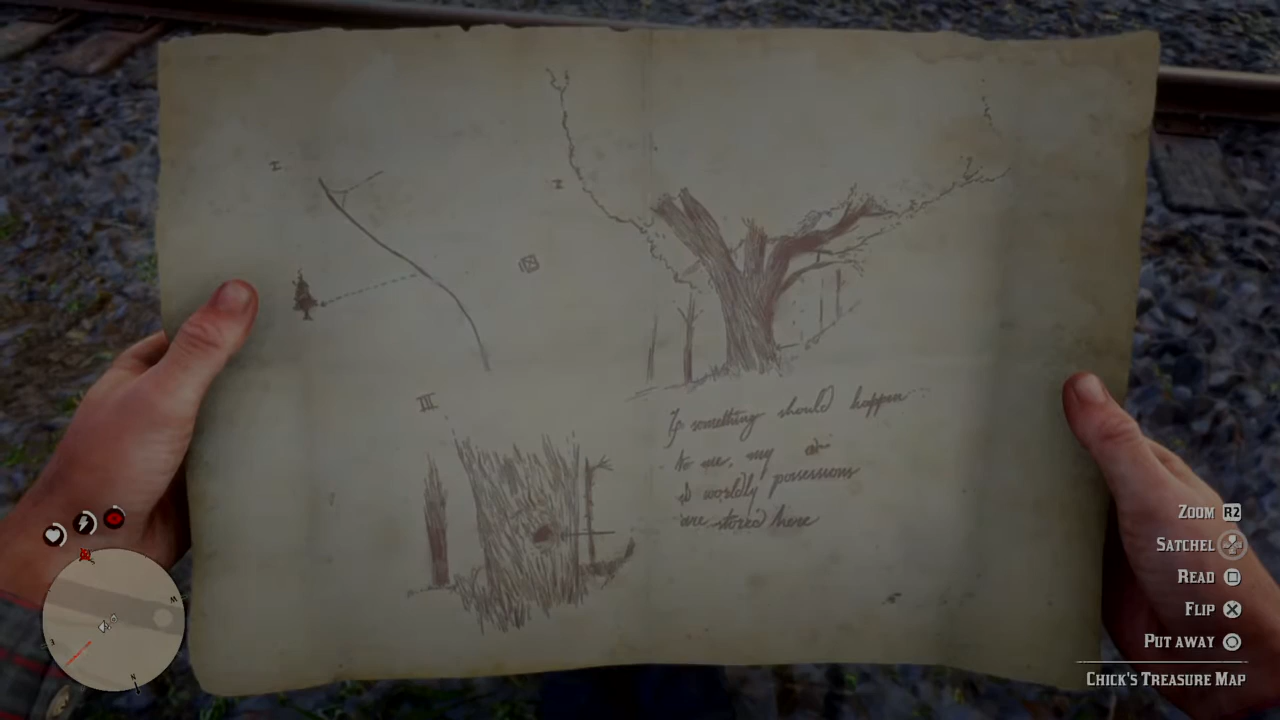 I
I
III
If something should happen
to me, my
worldly possessions
are stored here
W
N
ZOOM R2
SATCHEL
READ
FLIP
PUT AWAY
CHICK'S TREASURE MAP